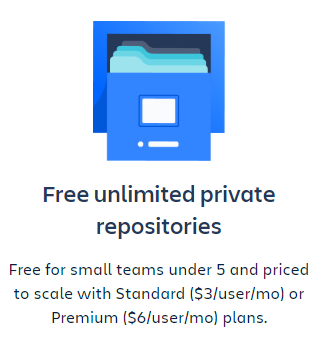 Free unlimited private
repositories
Free for small teams under 5 and priced
to scale with Standard ($3/user/mo) or
Premium ($6/user/mo) plans.